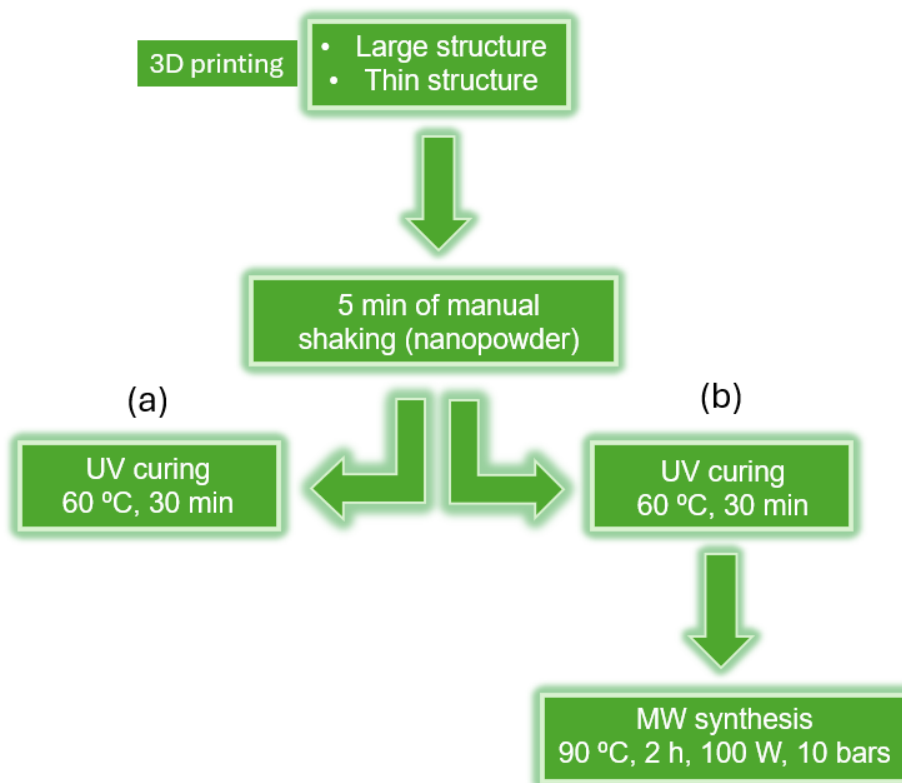 3D printing
• Large structure
• Thin structure
5 min of manual
shaking (nanopowder)
(a)
(b)
UV curing
60 ºC, 30 min
UV curing
60 ºC, 30 min
MW synthesis
90 ºC, 2 h, 100 W, 10 bars